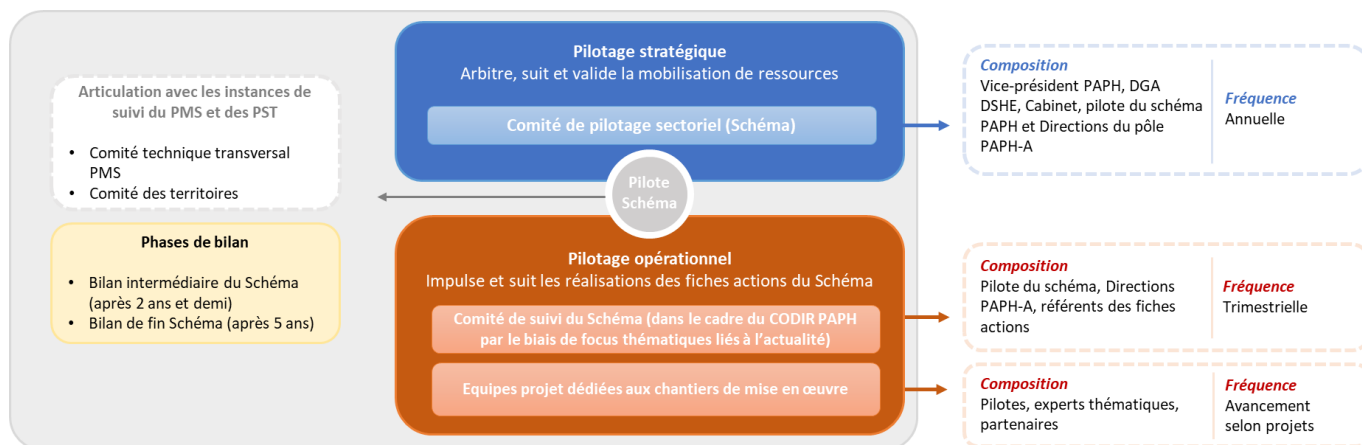 Articulation avec les instances de
suivi du PMS et des PST
• Comité technique transversal
PMS
• Comité des territoires
Phases de bilan
• Bilan intermédiaire du Schéma
(après 2 ans et demi)
• Bilan de fin Schéma (après 5 ans)
Pilotage stratégique
Arbitre, suit et valide la mobilisation de ressources
Comité de pilotage sectoriel (Schéma)
Pilote
Schéma
Pilotage opérationnel
Impulse et suit les réalisations des fiches actions du Schéma
Comité de suivi du Schéma (dans le cadre du CODIR PAPH
par le biais de focus thématiques liés à l’actualité)
Equipes projet dédiées aux chantiers de mise en œuvre
Composition
Vice-président PAPH, DGA
DSHE, Cabinet, pilote du schéma
PAPH et Directions du pôle
PAPH-A
Fréquence
Annuelle
Composition
Pilote du schéma, Directions
PAPH-A, référents des fiches
actions
Fréquence
Trimestrielle
Composition
Pilotes, experts thématiques,
partenaires
Fréquence
Avancement
selon projets